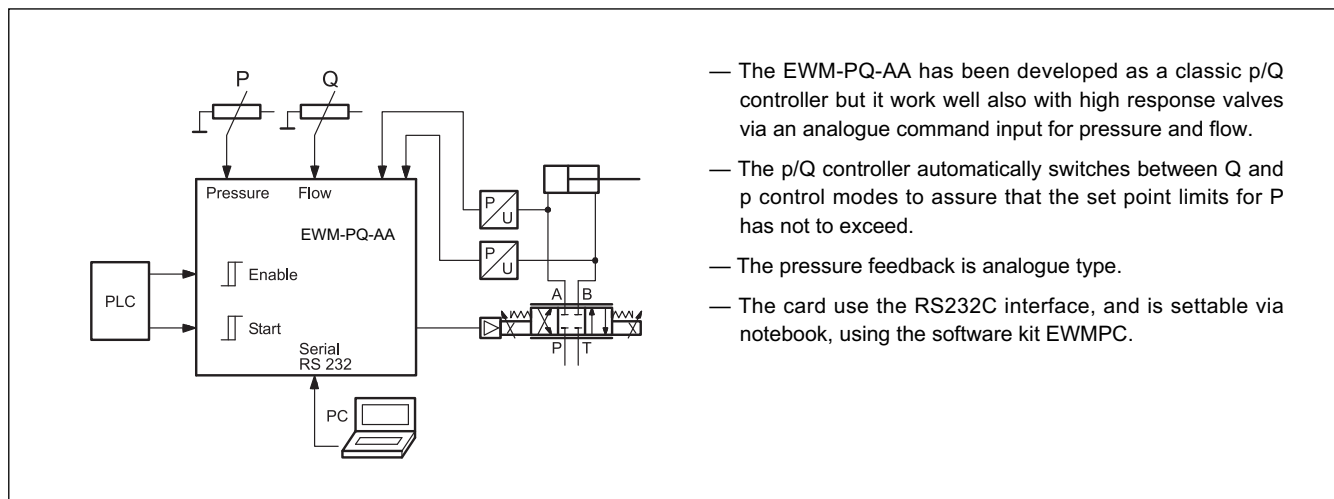 P
Q
Pressure
Flow
EWM-PQ-AA
Enable
PLC
Start
Serial
RS 232
PC
P
U
P
U
A
B
P
T
— The EWM-PQ-AA has been developed as a classic p/Q
controller but it work well also with high response valves
via an analogue command input for pressure and flow.
— The p/Q controller automatically switches between Q and
p control modes to assure that the set point limits for P
has not to exceed.
— The pressure feedback is analogue type.
— The card use the RS232C interface, and is settable via
notebook, using the software kit EWMPC.